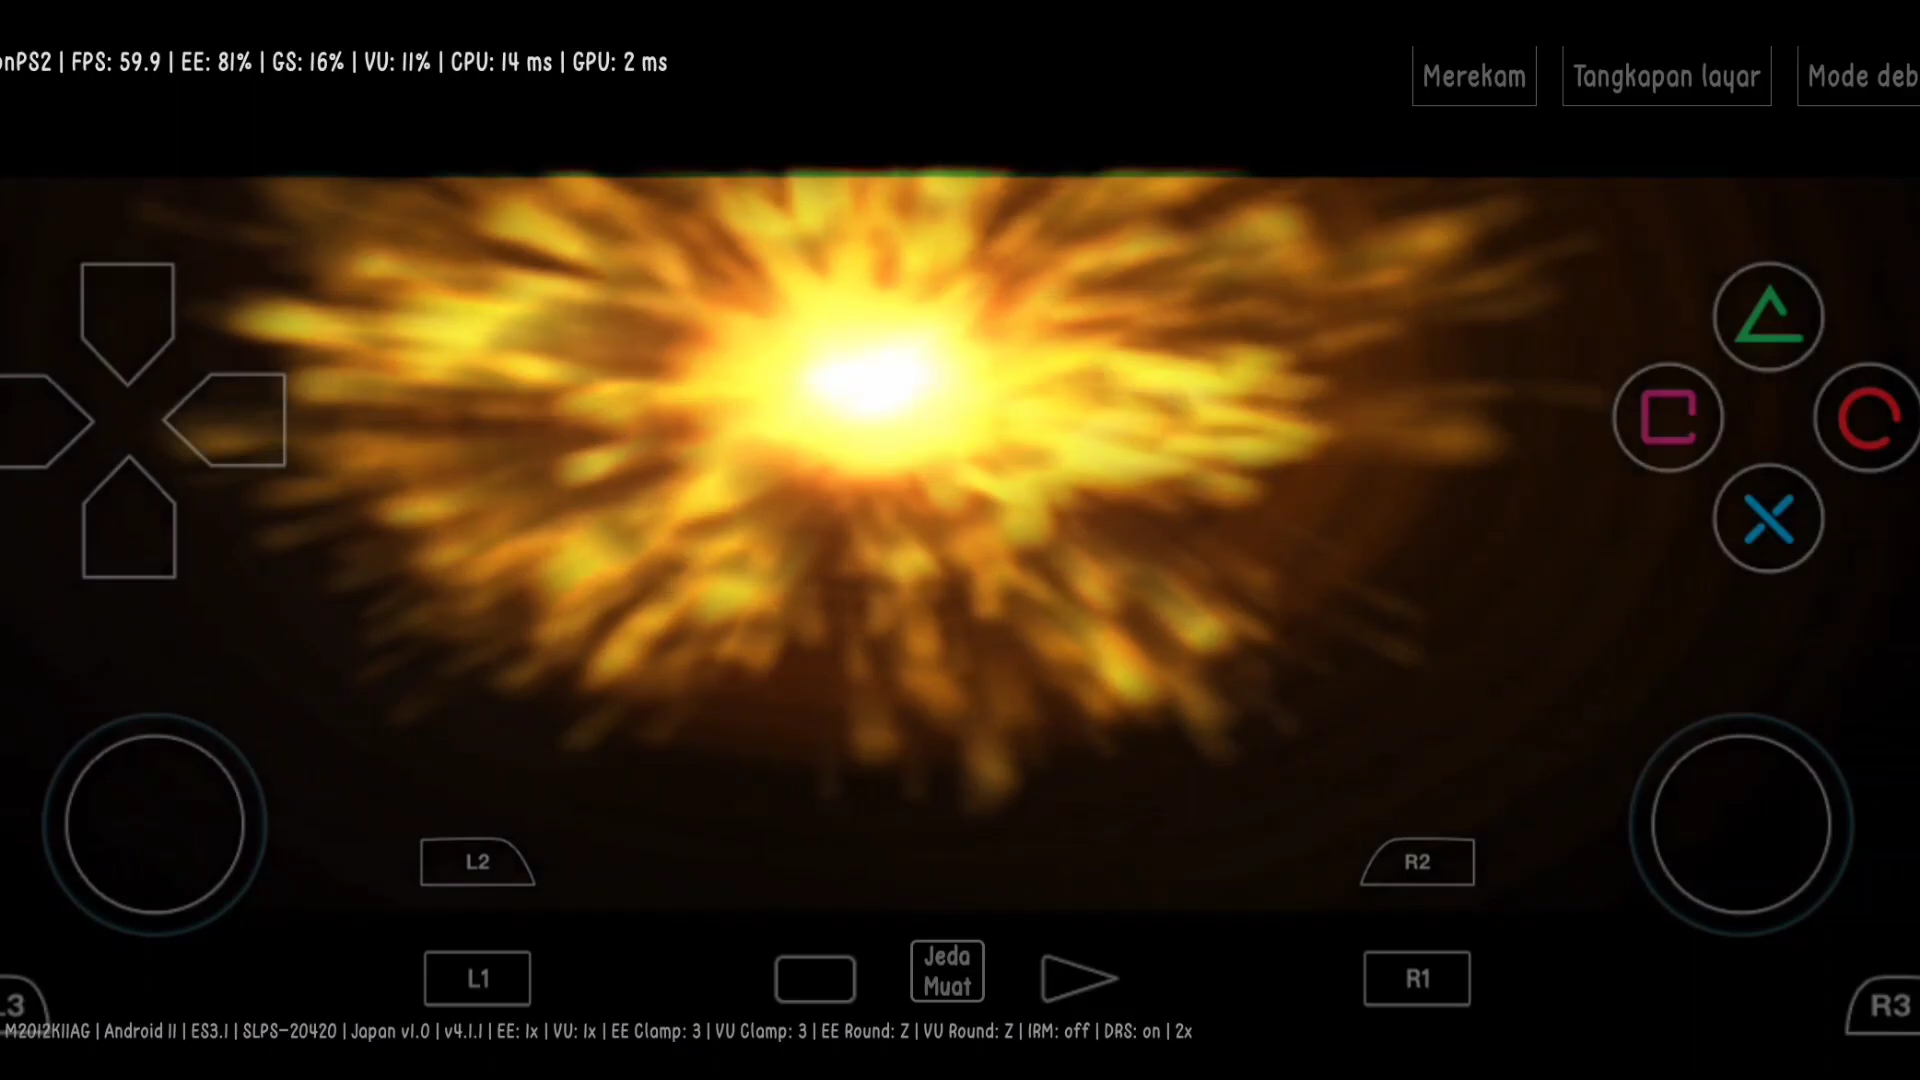 onPS2 | FPS: 59.9 | EE: 81% | GS: 16% | VU: 11% | CPU: 14 ms | GPU: 2 ms
Merekam
Tangkapan layar
Mode deb
L2
R2
L1
Jeda
Muat
R1
L3
R3
M2012K11AG | Android 11 | ES3.1 | SLPS-20420 | Japan v1.0 | v4.1.1 | EE: 1x | VU: 1x | EE Clamp: 3 | VU Clamp: 3 | EE Round: Z | VU Round: Z | IRM: off | DRS: on | 2x